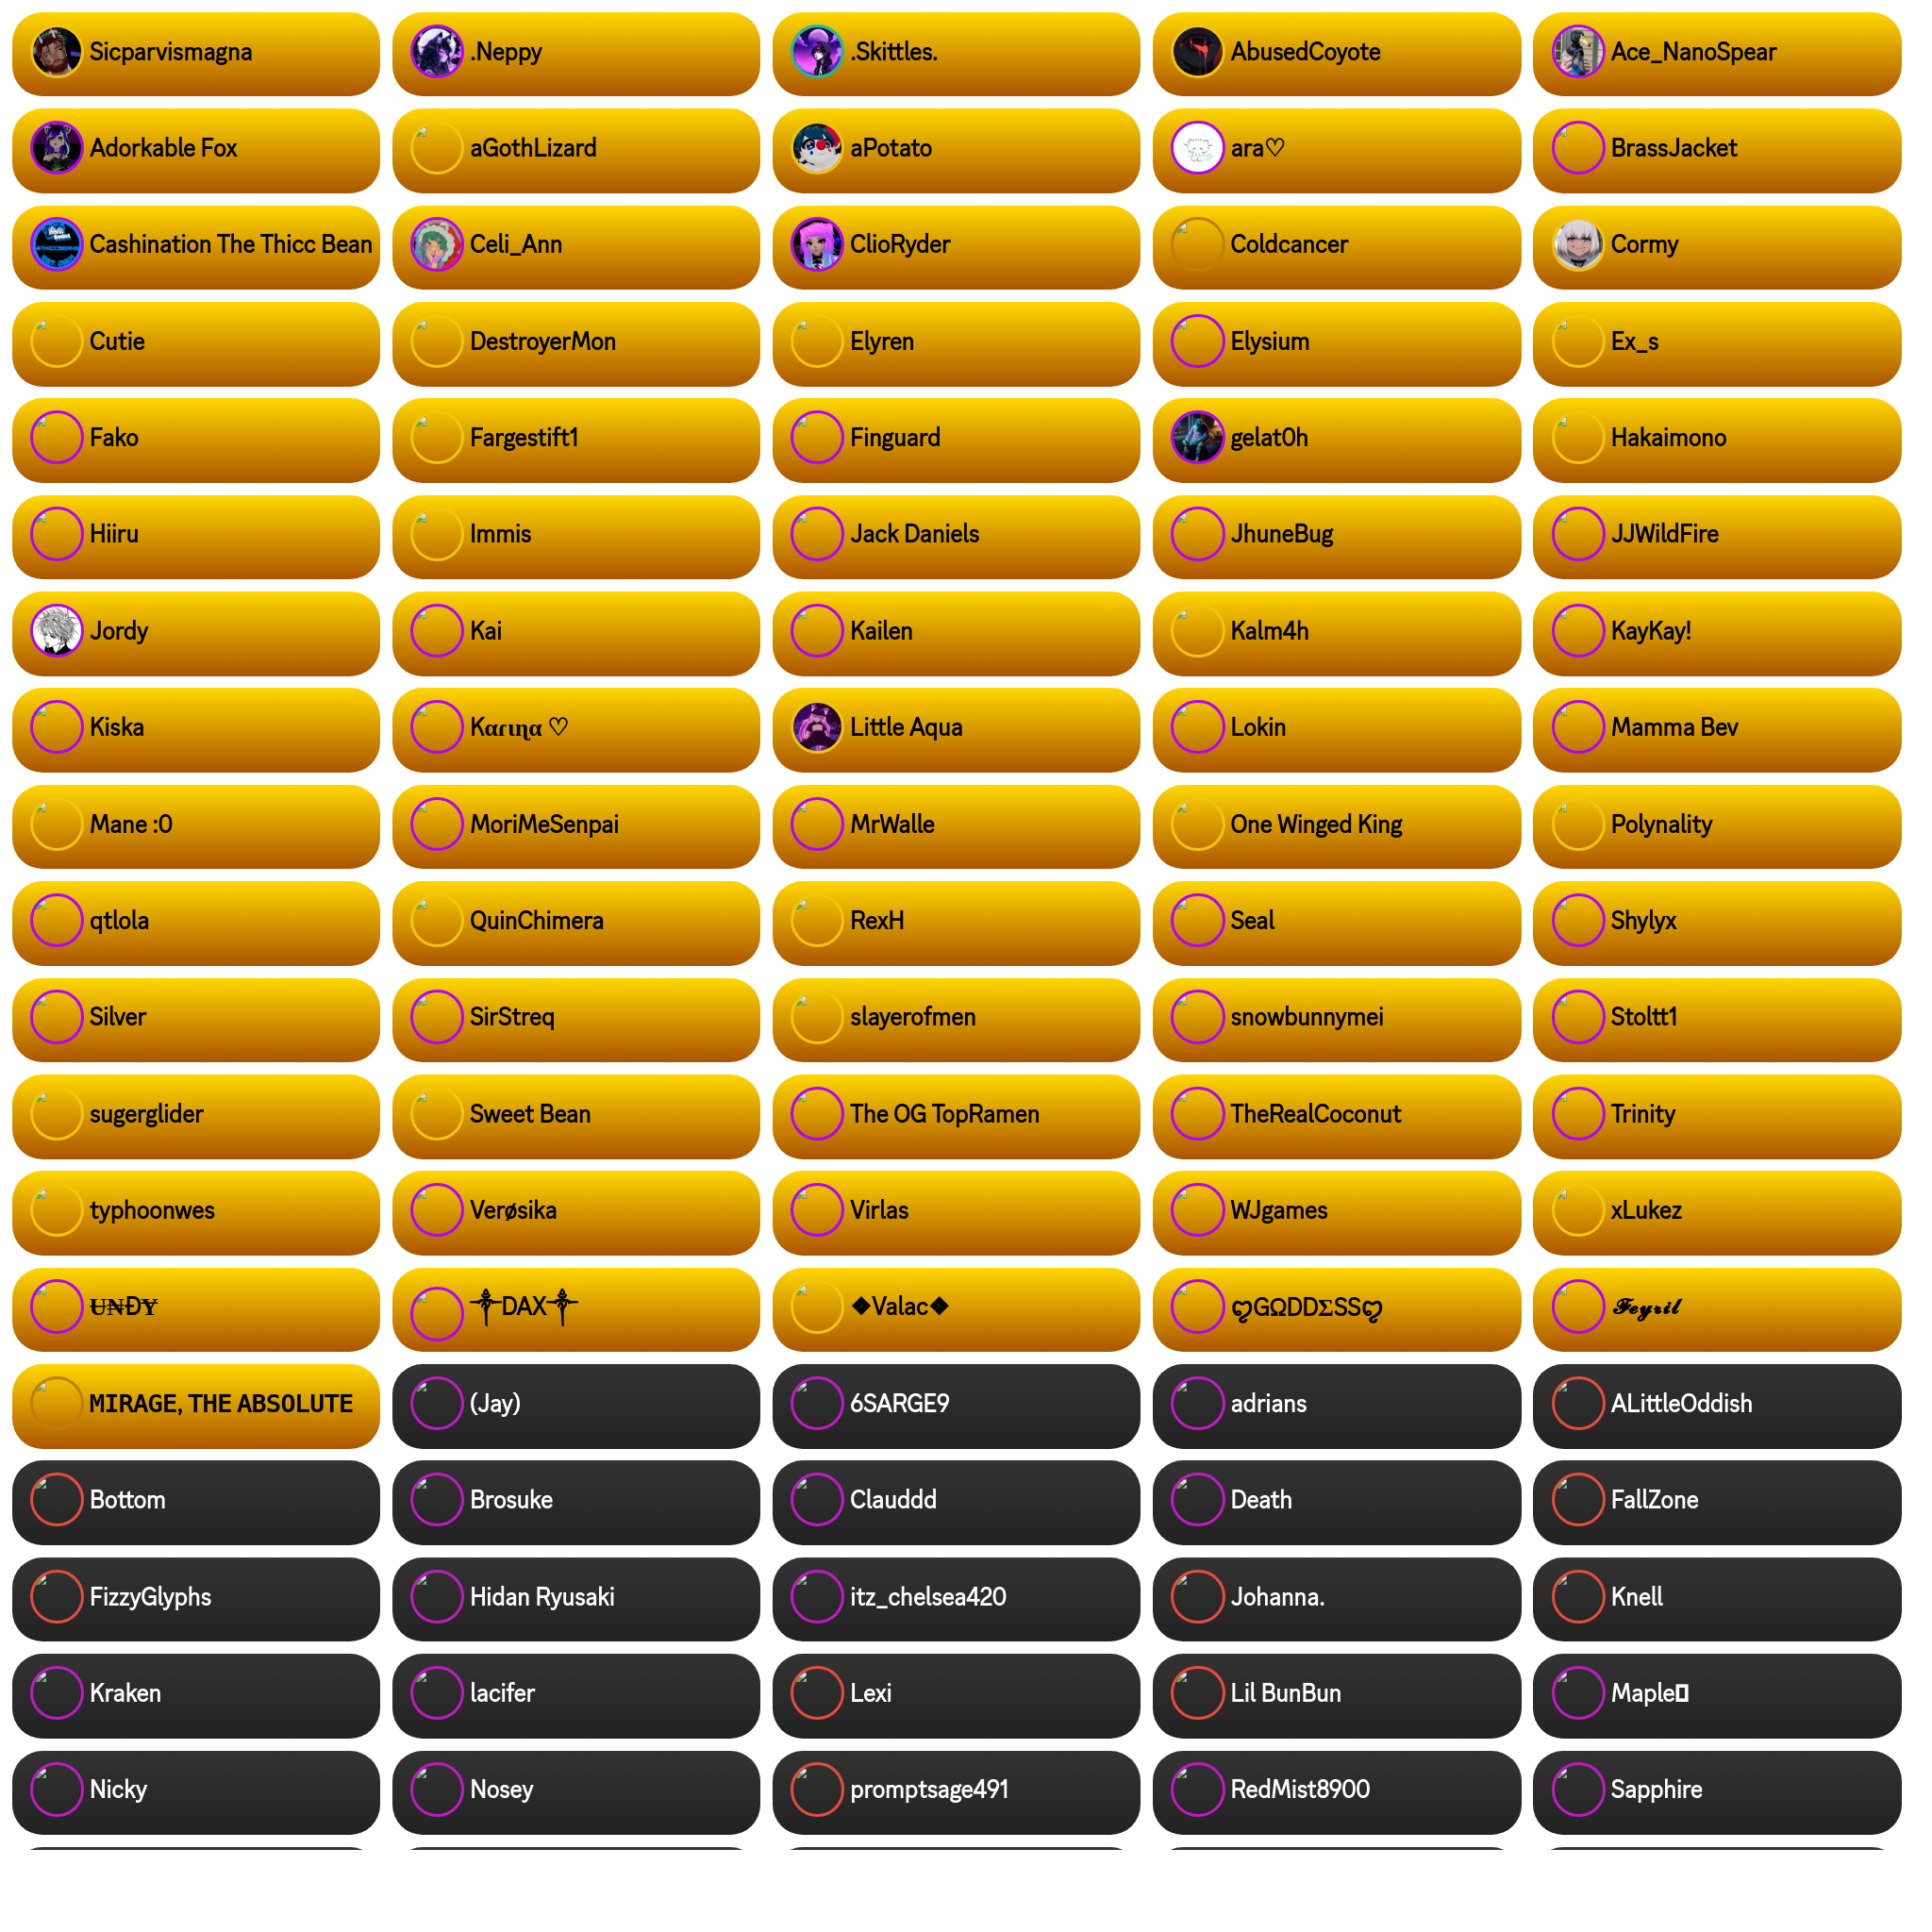 Sicparvismagna
.Neppy
.Skittles.
AbusedCoyote
Ace_NanoSpear
Adorkable Fox
aGothLizard
aPotato
ara♡
BrassJacket
Cashination The Thicc Bean
Celi_Ann
ClioRyder
Coldcancer
Cormy
Cutie
DestroyerMon
Elyren
Elysium
Ex_s
Fako
Fargestift1
Finguard
gelat0h
Hakaimono
Hiiru
Immis
Jack Daniels
JhuneBug
JJWildFire
Jordy
Kai
Kailen
Kalm4h
KayKay!
Kiska
Kαɾιηα ♡
Little Aqua
Lokin
Mamma Bev
Mane :0
MoriMeSenpai
MrWalle
One Winged King
Polynality
qtlola
QuinChimera
RexH
Seal
Shylyx
Silver
SirStreq
slayerofmen
snowbunnymei
Stoltt1
sugerglider
Sweet Bean
The OG TopRamen
TheRealCoconut
Trinity
typhoonwes
Verøsika
Virlas
WJgames
xLukez
U̶₦ĐɎ
༒DAX༒
❖Valac❖
ღGΩDDΣSSღ
𝓕𝓮𝔂𝓻𝓲𝓵
MIRAGE, THE ABSOLUTE
(Jay)
6SARGE9
adrians
ALittleOddish
Bottom
Brosuke
Clauddd
Death
FallZone
FizzyGlyphs
Hidan Ryusaki
itz_chelsea420
Johanna.
Knell
Kraken
lacifer
Lexi
Lil BunBun
Maple
Nicky
Nosey
promptsage491
RedMist8900
Sapphire